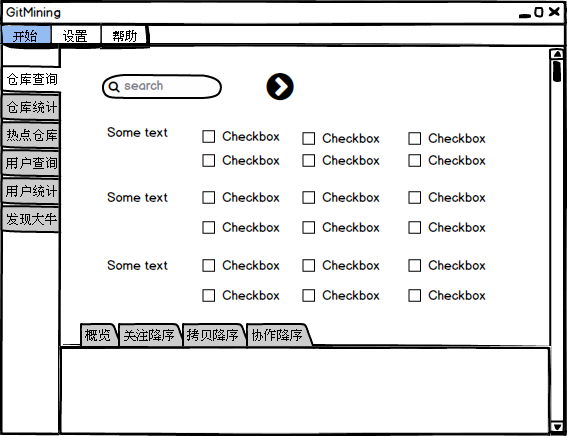 GitMining
开始 设置 帮助
仓库查询
仓库统计
热点仓库
用户查询
用户统计
发现大牛
search
Some text Checkbox Checkbox Checkbox
Checkbox Checkbox Checkbox
Some text Checkbox Checkbox Checkbox
Checkbox Checkbox Checkbox
Some text Checkbox Checkbox Checkbox
Checkbox Checkbox Checkbox
概览 关注降序 拷贝降序 协作降序